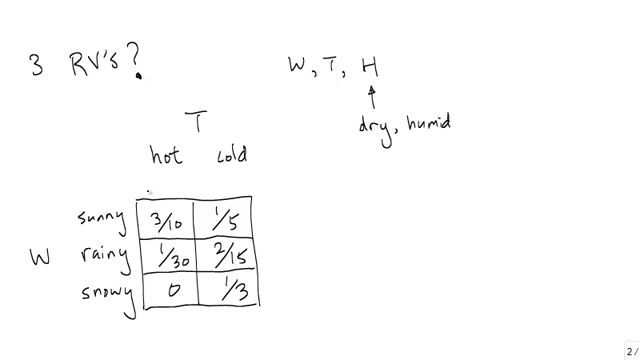 3 RV's?
W, T, H
dry, humid
T
hot cold
sunny 3/10 1/5
W rainy 1/30 2/15
snowy 0 1/3
2/